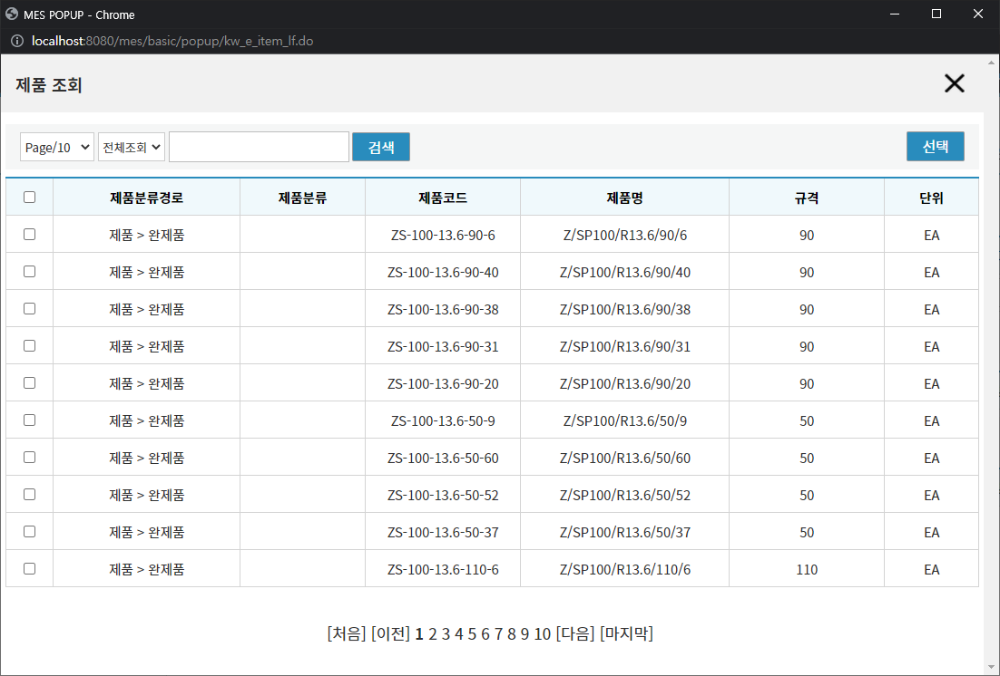 MES POPUP - Chrome
localhost:8080/mes/basic/popup/kw_e_item_lf.do
제품 조회
Page/10 전체조회 검색 선택
제품분류경로 제품분류 제품코드 제품명 규격 단위
제품 > 완제품 ZS-100-13.6-90-6 Z/SP100/R13.6/90/6 90 EA
제품 > 완제품 ZS-100-13.6-90-40 Z/SP100/R13.6/90/40 90 EA
제품 > 완제품 ZS-100-13.6-90-38 Z/SP100/R13.6/90/38 90 EA
제품 > 완제품 ZS-100-13.6-90-31 Z/SP100/R13.6/90/31 90 EA
제품 > 완제품 ZS-100-13.6-90-20 Z/SP100/R13.6/90/20 90 EA
제품 > 완제품 ZS-100-13.6-50-9 Z/SP100/R13.6/50/9 50 EA
제품 > 완제품 ZS-100-13.6-50-60 Z/SP100/R13.6/50/60 50 EA
제품 > 완제품 ZS-100-13.6-50-52 Z/SP100/R13.6/50/52 50 EA
제품 > 완제품 ZS-100-13.6-50-37 Z/SP100/R13.6/50/37 50 EA
제품 > 완제품 ZS-100-13.6-110-6 Z/SP100/R13.6/110/6 110 EA
[처음] [이전] 1 2 3 4 5 6 7 8 9 10 [다음] [마지막]